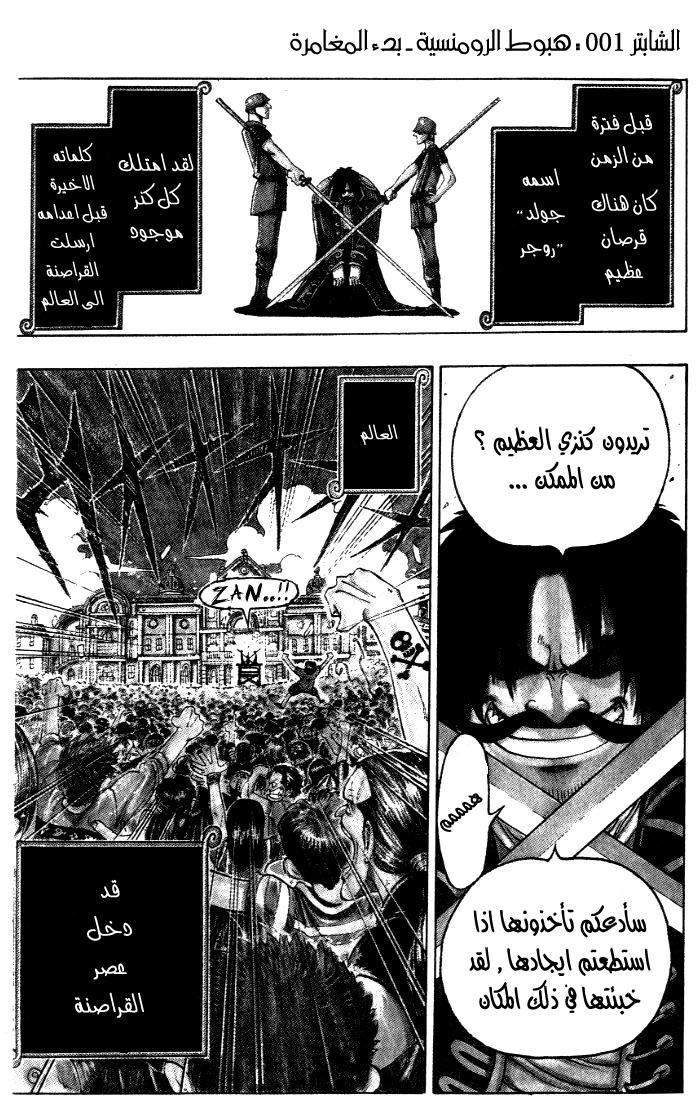 الشابتر 001 : هبوط الرومنسية - بدء المغامرة
قبل فترة
من الزمن
كان هناك
قرصان
عظيم
اسمه
جولد"
"روجر
لقد امتلك
كل كنز
موجود
كلماته
الاخيرة
قبل اعدامه
ارسلت
القراصنة
الى العالم
تريدون كنزي العظيم ؟
من الممكن ...
هممممم
سأدعكم تأخذونها اذا
استطعتم ايجادها , لقد
خبئتها في ذلك المكان
العالم
ZAN..!!
قد
دخل
عصر
القراصنة